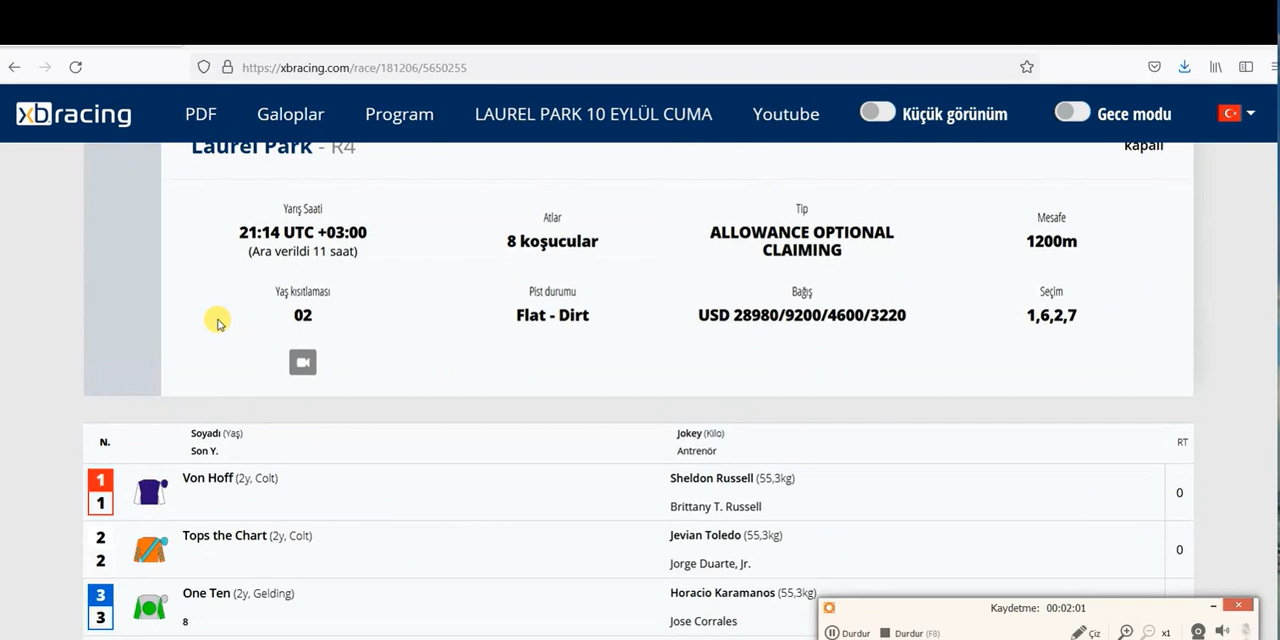 https://xbracing.com/race/181206/5650255
xbracing
PDF
Galoplar
Program
LAUREL PARK 10 EYLÜL CUMA
Youtube
Küçük görünüm
Gece modu
Laurel Park - R4
kapalı
Yarış Saati
21:14 UTC +03:00
(Ara verildi 11 saat)
Atlar
8 koşucular
Tip
ALLOWANCE OPTIONAL
CLAIMING
Mesafe
1200m
Yaş kısıtlaması
02
Pist durumu
Flat - Dirt
Bağış
USD 28980/9200/4600/3220
Seçim
1,6,2,7
N.
Soyadı (Yaş)
Son Y.
Jokey (Kilo)
Antrenör
RT
1
1
Von Hoff (2y, Colt)
Sheldon Russell (55,3kg)
Brittany T. Russell
0
2
2
Tops the Chart (2y, Colt)
Jevian Toledo (55,3kg)
Jorge Duarte, Jr.
0
3
3
One Ten (2y, Gelding)
8
Horacio Karamanos (55,3kg)
Jose Corrales
Kaydetme: 00:02:01
Durdur
Durdur (F8)
Çiz
x1